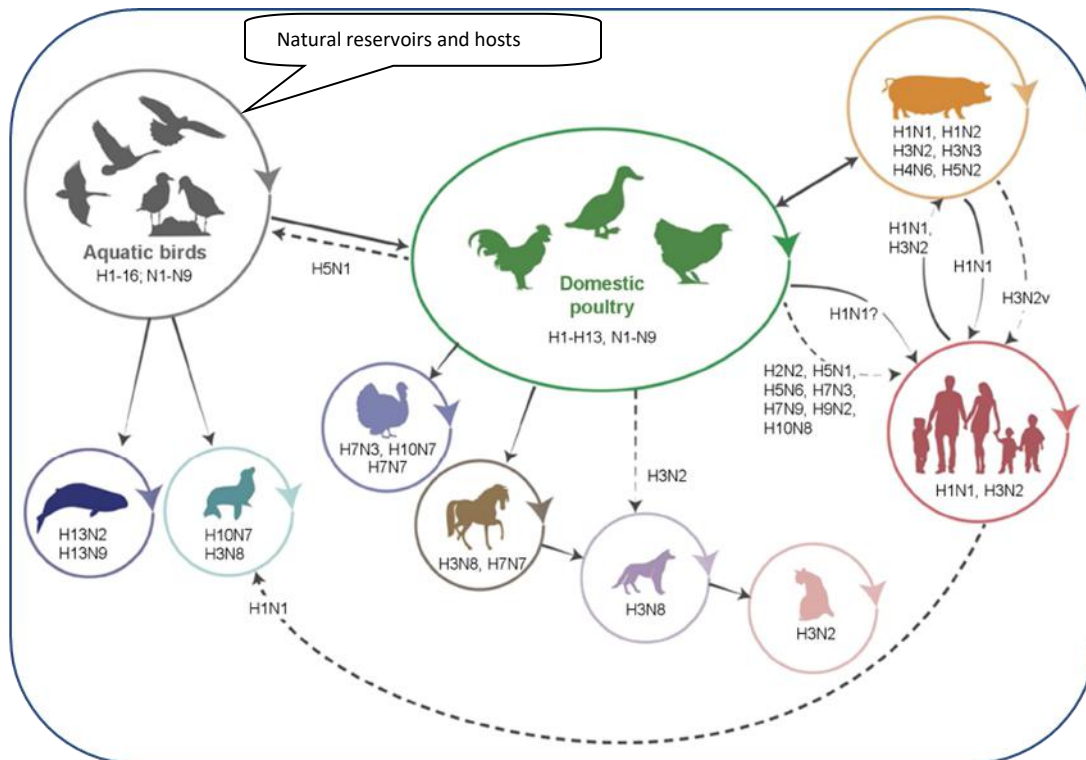 Natural reservoirs and hosts
Aquatic birds
H1-16; N1-N9
H5N1
Domestic
poultry
H1-H13, N1-N9
H1N1, H1N2
H3N2, H3N3
H4N6, H5N2
H1N1,
H3N2
H1N1
H3N2v
H1N1?
H2N2, H5N1,
H5N6, H7N3,
H7N9, H9N2,
H10N8
H1N1, H3N2
H7N3, H10N7
H7N7
H3N2
H13N2
H13N9
H10N7
H3N8
H3N8, H7N7
H3N8
H3N2
H1N1